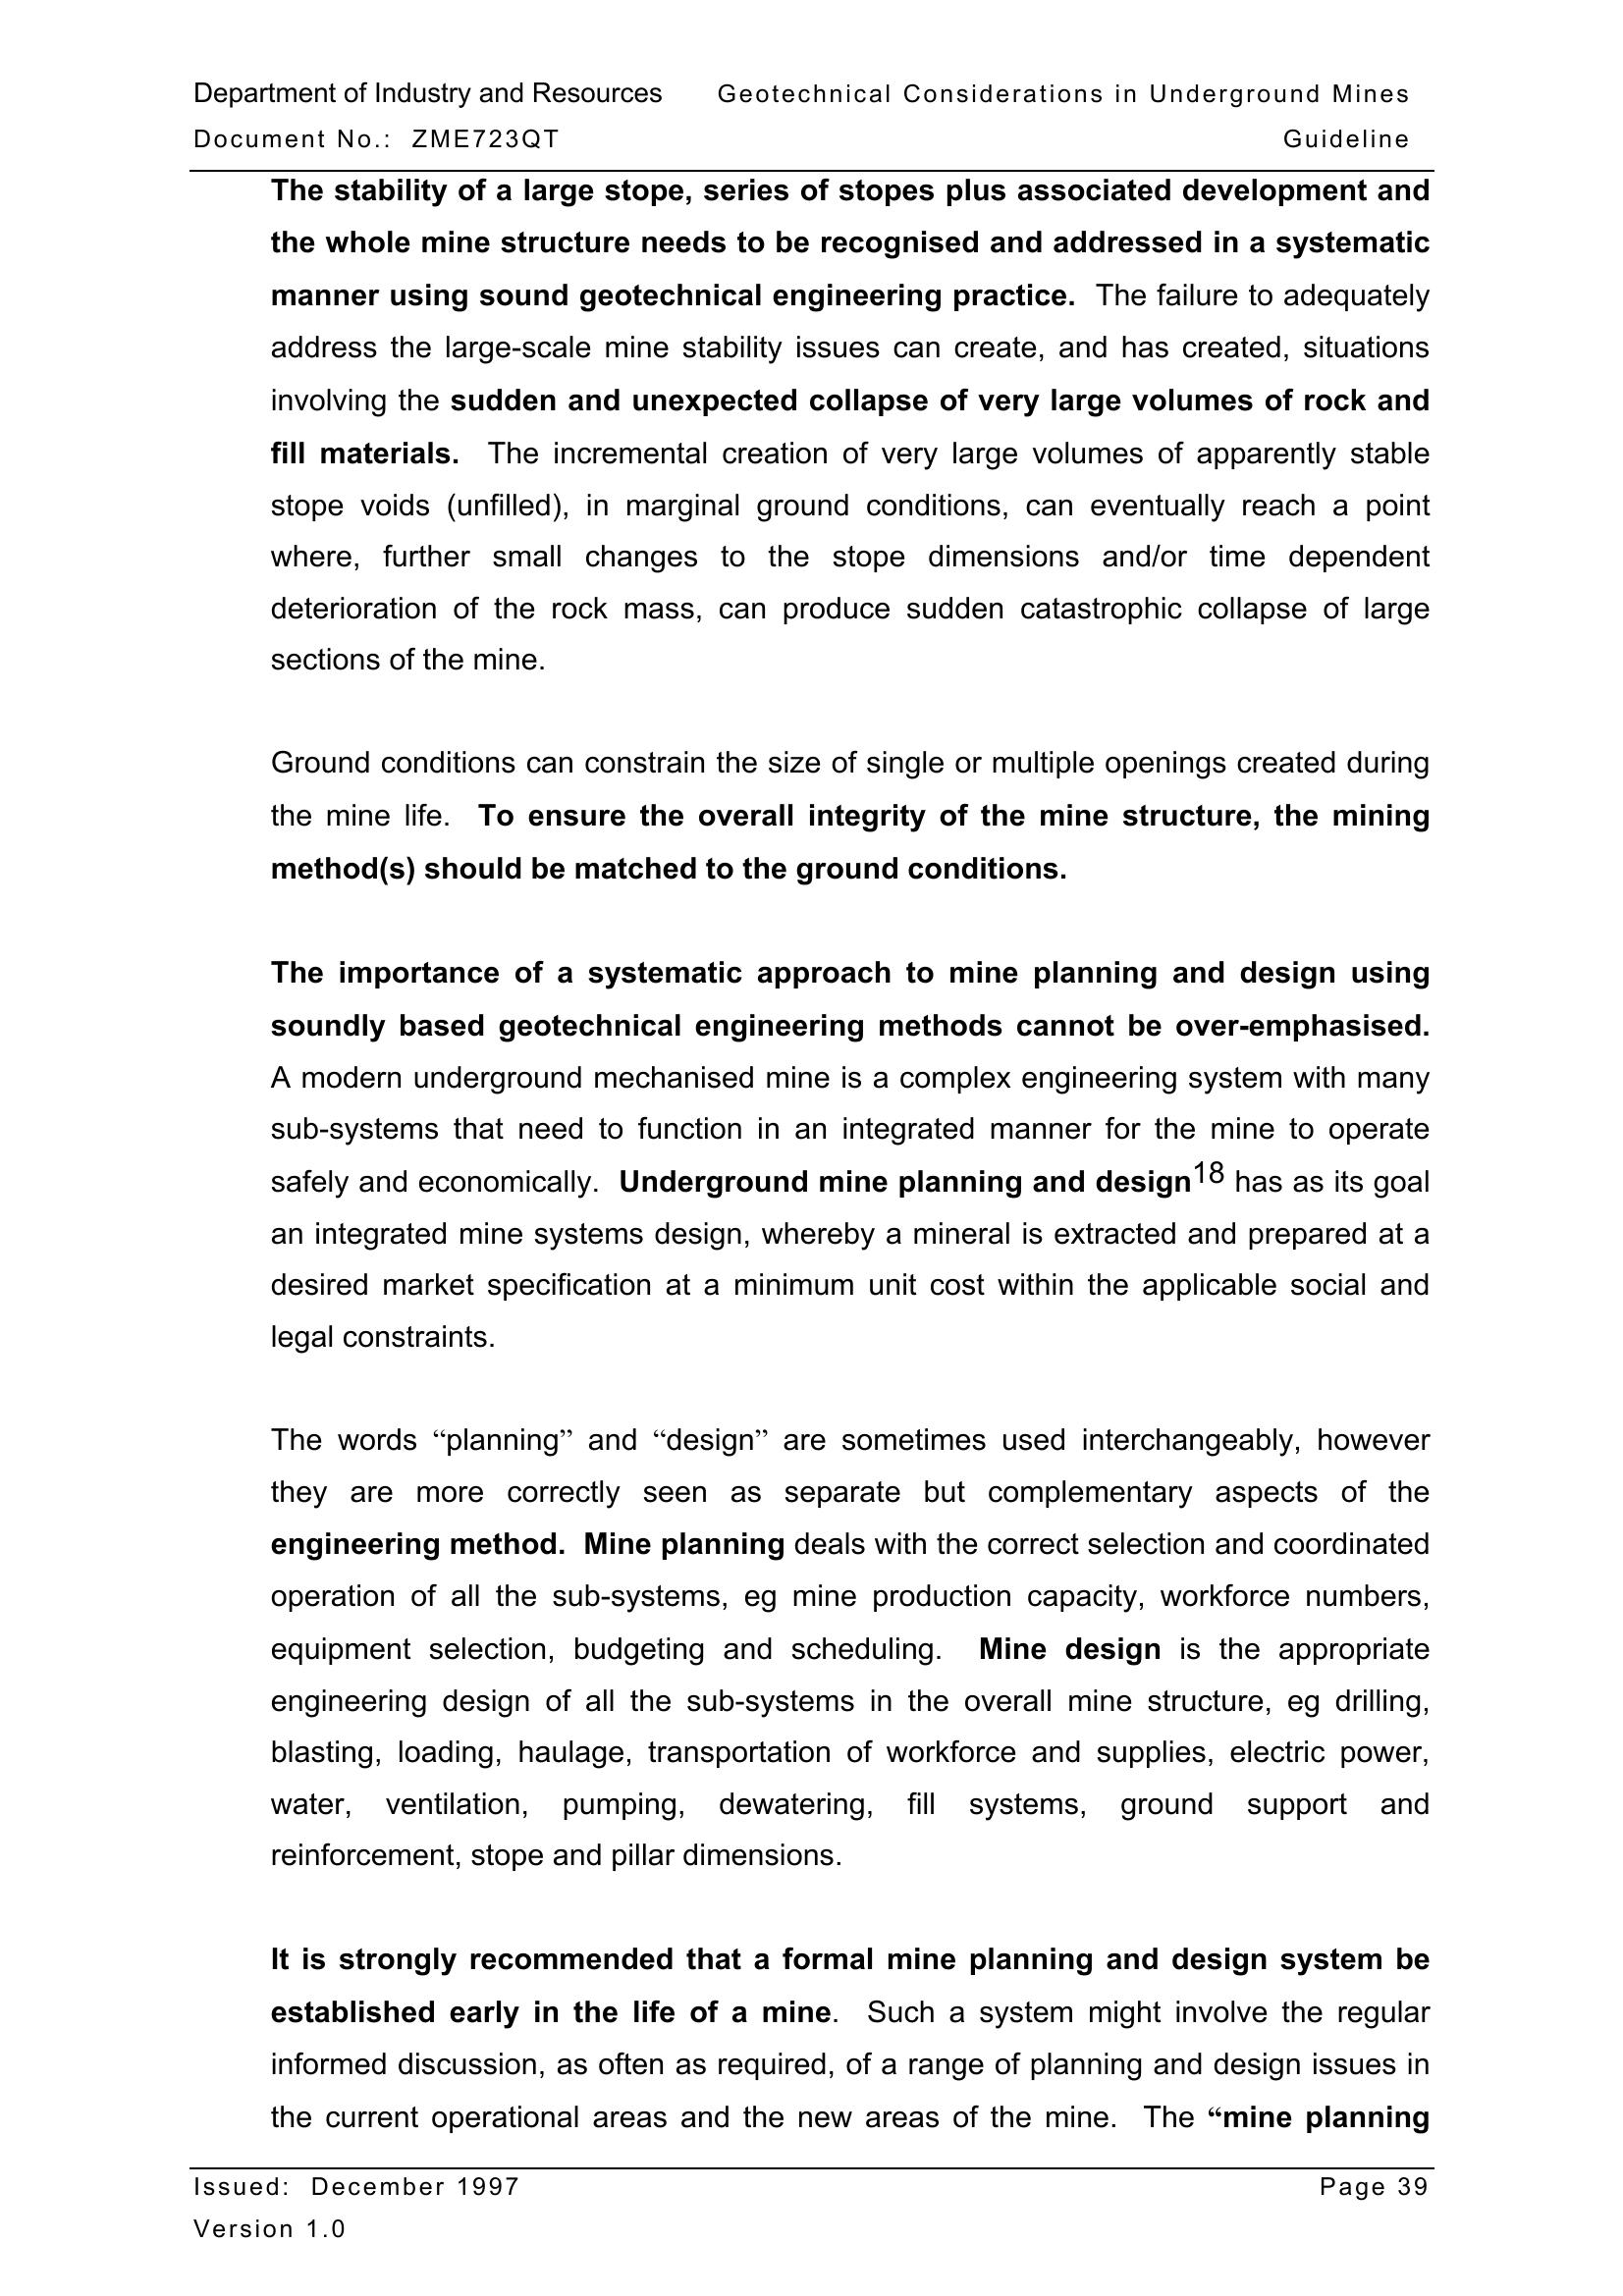 Department of Industry and Resources Geotechnical Considerations in Underground Mines
Document No.: ZME723QT Guideline
The stability of a large stope, series of stopes plus associated development and
the whole mine structure needs to be recognised and addressed in a systematic
manner using sound geotechnical engineering practice. The failure to adequately
address the large-scale mine stability issues can create, and has created, situations
involving the sudden and unexpected collapse of very large volumes of rock and
fill materials. The incremental creation of very large volumes of apparently stable
stope voids (unfilled), in marginal ground conditions, can eventually reach a point
where, further small changes to the stope dimensions and/or time dependent
deterioration of the rock mass, can produce sudden catastrophic collapse of large
sections of the mine.
Ground conditions can constrain the size of single or multiple openings created during
the mine life. To ensure the overall integrity of the mine structure, the mining
method(s) should be matched to the ground conditions.
The importance of a systematic approach to mine planning and design using
soundly based geotechnical engineering methods cannot be over-emphasised.
A modern underground mechanised mine is a complex engineering system with many
sub-systems that need to function in an integrated manner for the mine to operate
safely and economically. Underground mine planning and design18 has as its goal
an integrated mine systems design, whereby a mineral is extracted and prepared at a
desired market specification at a minimum unit cost within the applicable social and
legal constraints.
The words “planning” and “design” are sometimes used interchangeably, however
they are more correctly seen as separate but complementary aspects of the
engineering method. Mine planning deals with the correct selection and coordinated
operation of all the sub-systems, eg mine production capacity, workforce numbers,
equipment selection, budgeting and scheduling. Mine design is the appropriate
engineering design of all the sub-systems in the overall mine structure, eg drilling,
blasting, loading, haulage, transportation of workforce and supplies, electric power,
water, ventilation, pumping, dewatering, fill systems, ground support and
reinforcement, stope and pillar dimensions.
It is strongly recommended that a formal mine planning and design system be
established early in the life of a mine. Such a system might involve the regular
informed discussion, as often as required, of a range of planning and design issues in
the current operational areas and the new areas of the mine. The “mine planning
Issued: December 1997 Page 39
Version 1.0